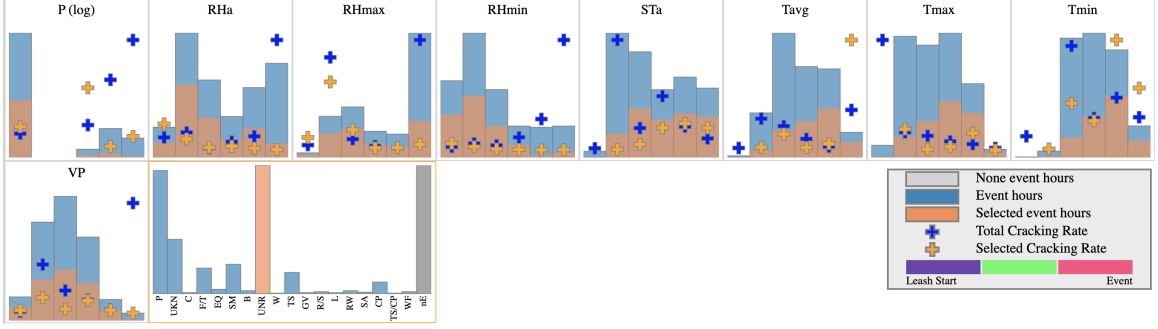 P (log) RHa RHmax RHmin STa Tavg Tmax Tmin
VP
P UKN C F/T EQ SM B UNR W TS GV R/S L RW SA CP TS/CP WF nE
None event hours
Event hours
Selected event hours
Total Cracking Rate
Selected Cracking Rate
Leash Start Event